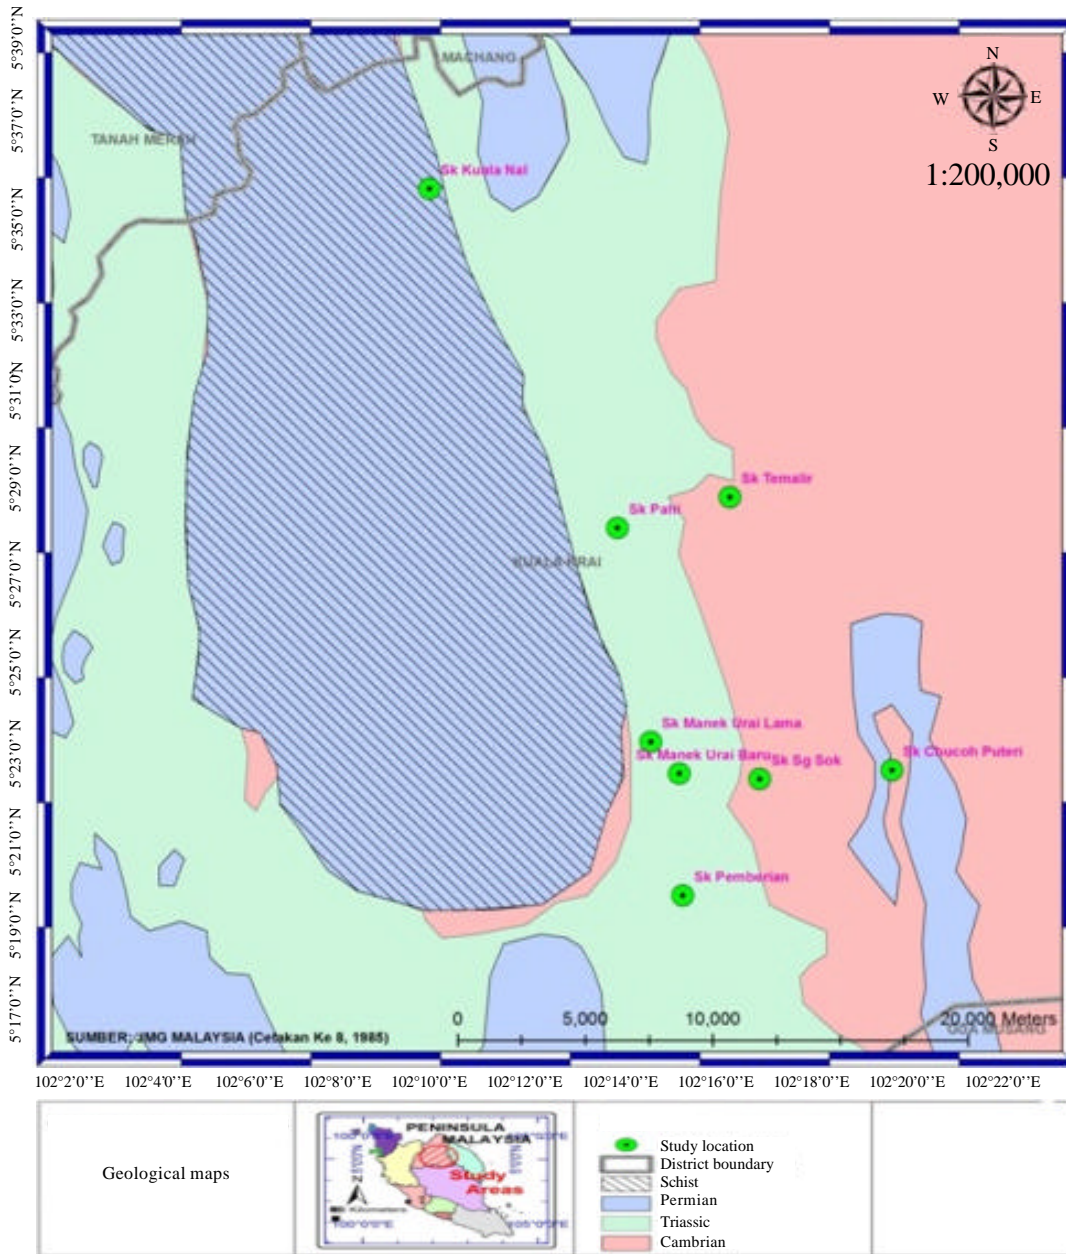 MACHANG
N
W E
S
1:200,000
TANAH MERAH
Sk Kuala Nal
Sk Temalir
Sk Pahi
KUALA KRAI
Sk Manek Urai Lama
Sk Manek Urai Baru
Sk Sg Sok
Sk Chucoh Puteri
Sk Pemberian
0 5,000 10,000 20,000 Meters
GUA MUSANG
SUMBER: JMG MALAYSIA (Cetakan Ke 8, 1985)
5°39'0''N
5°37'0''N
5°35'0''N
5°33'0''N
5°31'0''N
5°29'0''N
5°27'0''N
5°25'0''N
5°23'0''N
5°21'0''N
5°19'0''N
5°17'0''N
102°2'0''E 102°4'0''E 102°6'0''E 102°8'0''E 102°10'0''E 102°12'0''E 102°14'0''E 102°16'0''E 102°18'0''E 102°20'0''E 102°22'0''E
Geological maps
PENINSULA
MALAYSIA
Study
Areas
N
Kilometers
Study location
District boundary
Schist
Permian
Triassic
Cambrian